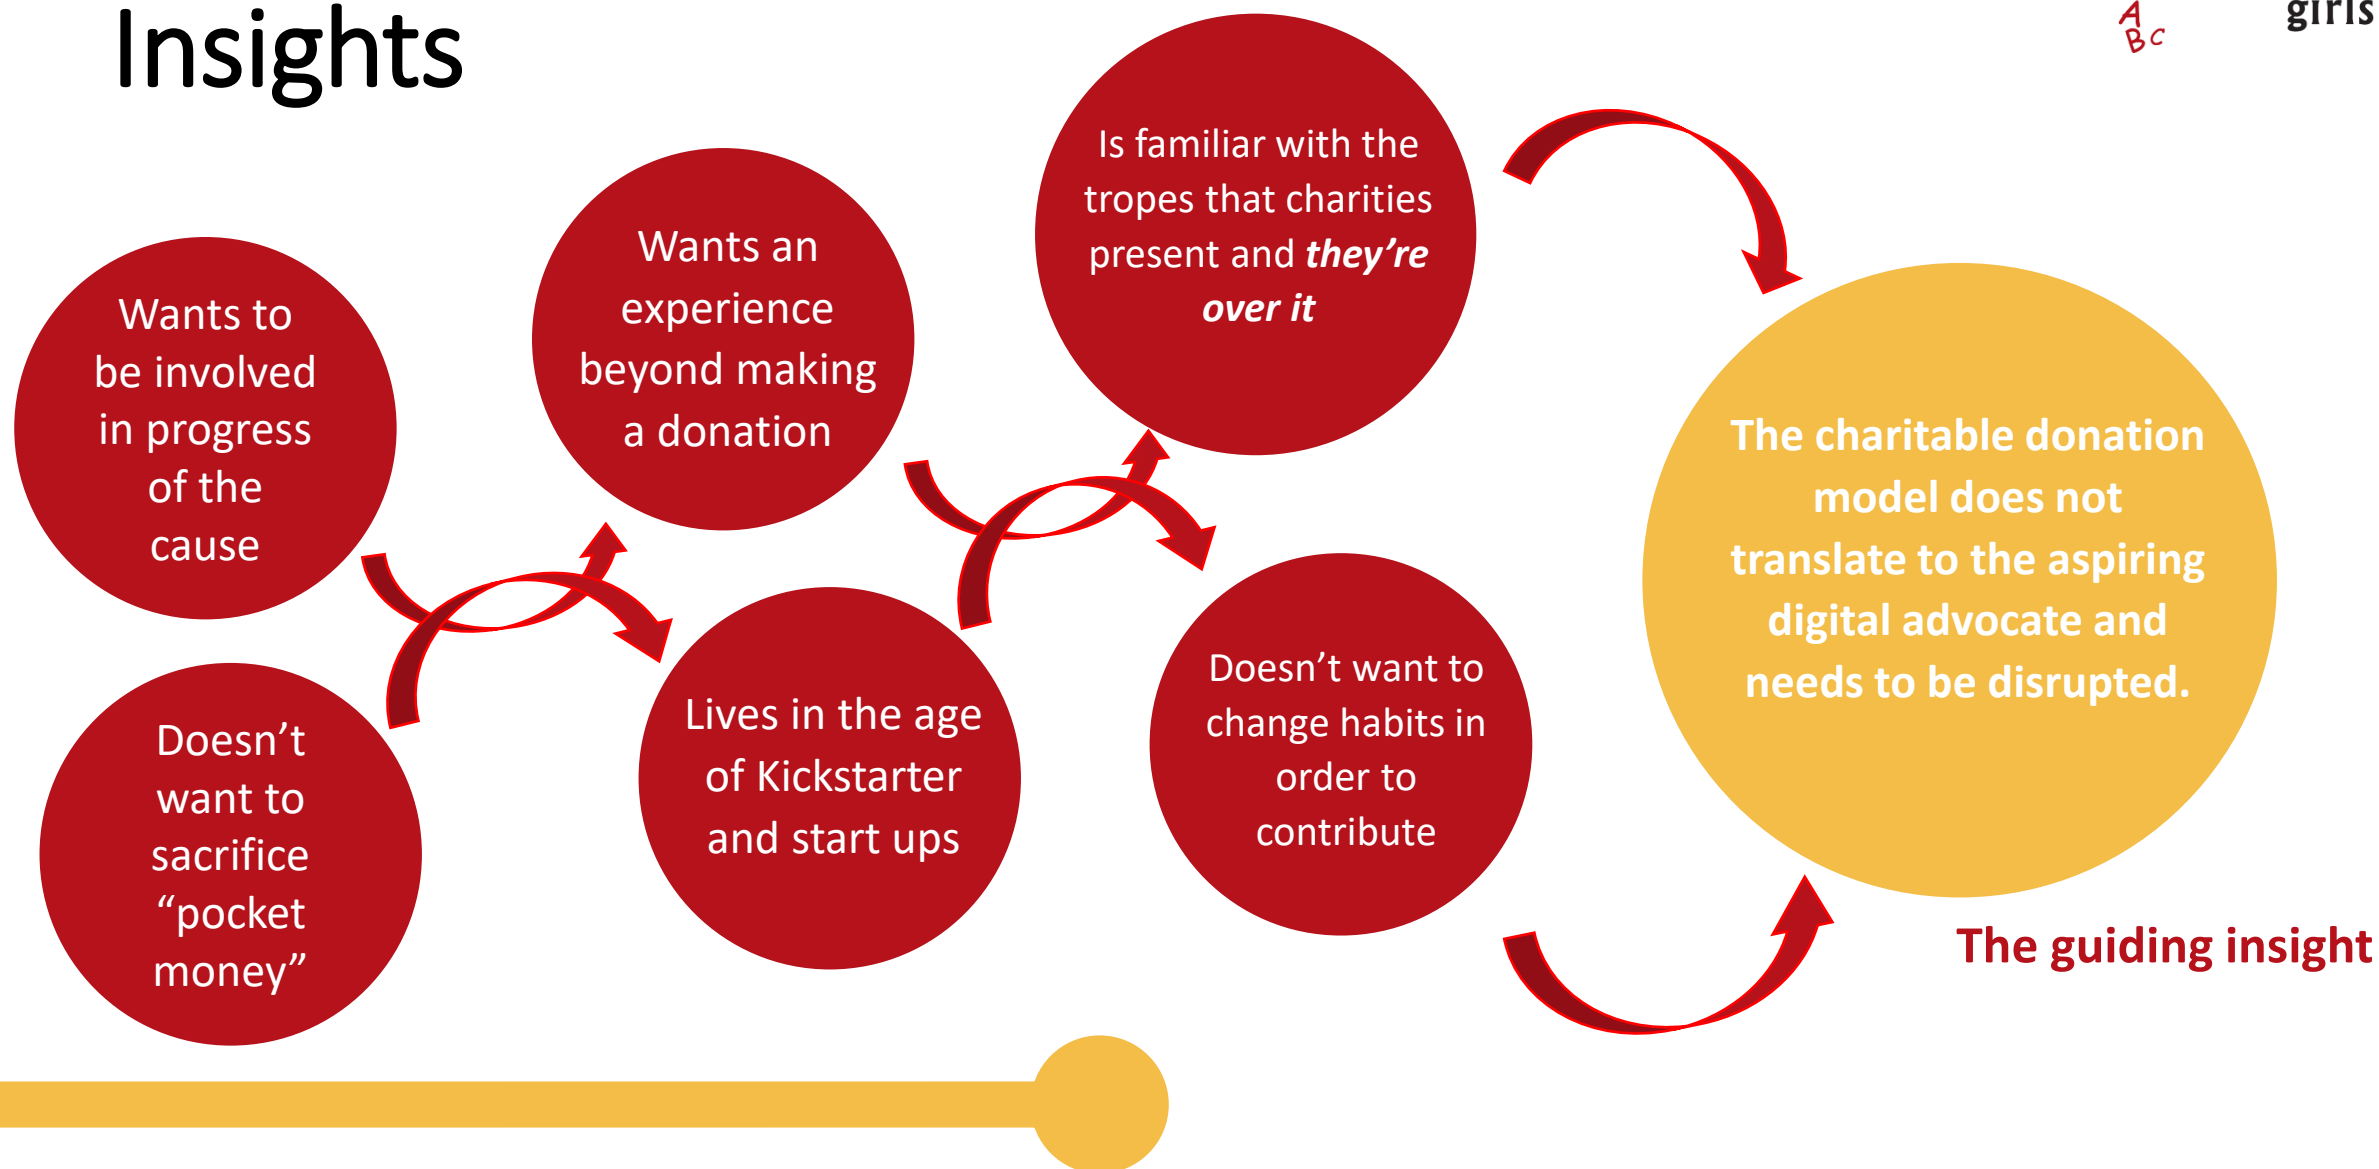 Insights
A
B C
girls
Wants to
be involved
in progress
of the
cause
Wants an
experience
beyond making
a donation
Is familiar with the
tropes that charities
present and they’re
over it
Doesn’t
want to
sacrifice
“pocket
money”
Lives in the age
of Kickstarter
and start ups
Doesn’t want to
change habits in
order to
contribute
The charitable donation
model does not
translate to the aspiring
digital advocate and
needs to be disrupted.
The guiding insight